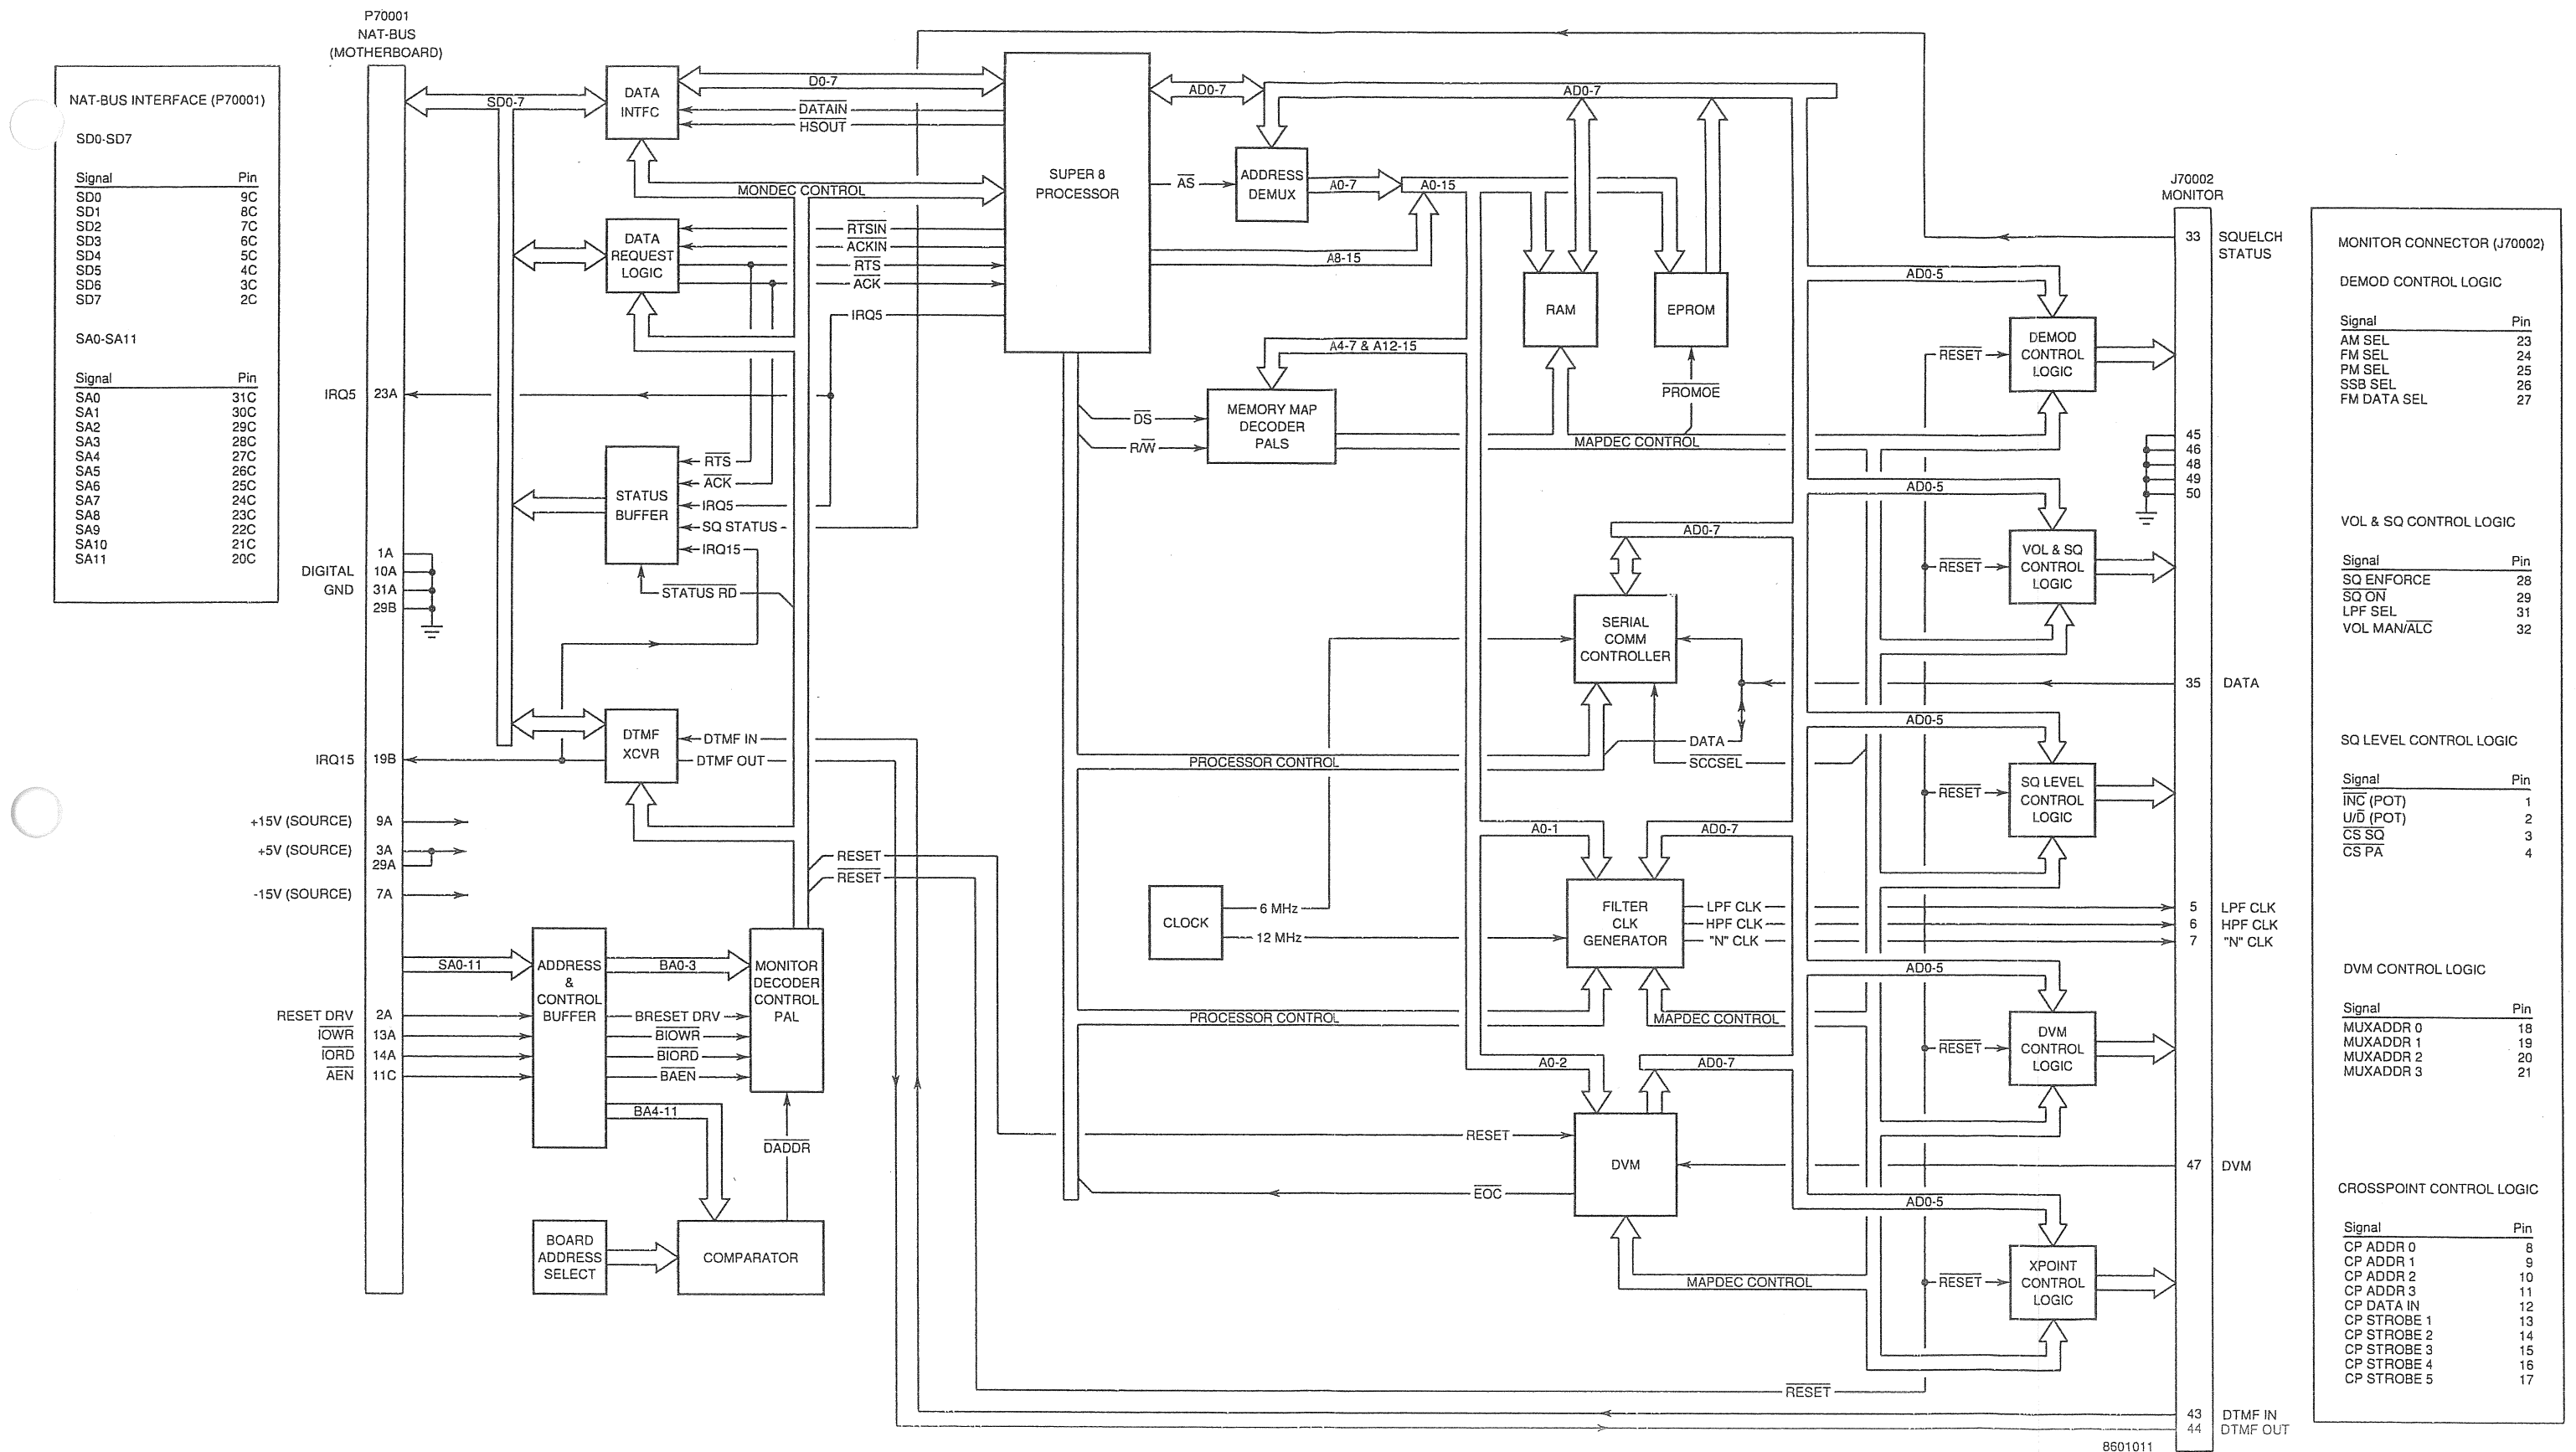 P70001
NAT-BUS
(MOTHERBOARD)
NAT-BUS INTERFACE (P70001)
SD0-SD7
Signal Pin
SD0 9C
SD1 8C
SD2 7C
SD3 6C
SD4 5C
SD5 4C
SD6 3C
SD7 2C
SA0-SA11
Signal Pin
SA0 31C
SA1 30C
SA2 29C
SA3 28C
SA4 27C
SA5 26C
SA6 25C
SA7 24C
SA8 23C
SA9 22C
SA10 21C
SA11 20C
IRQ5 23A
1A
DIGITAL 10A
GND 31A
29B
IRQ15 19B
+15V (SOURCE) 9A
+5V (SOURCE) 3A
29A
-15V (SOURCE) 7A
RESET DRV 2A
IOWR 13A
IORD 14A
AEN 11C
SD0-7
DATA
INTFC
D0-7
DATAIN
HSOUT
MONDEC CONTROL
DATA
REQUEST
LOGIC
RTSIN
ACKIN
RTS
ACK
IRQ5
STATUS
BUFFER
RTS
ACK
IRQ5
SQ STATUS
IRQ15
STATUS RD
DTMF
XCVR
DTMF IN
DTMF OUT
RESET
RESET
SA0-11
ADDRESS
&
CONTROL
BUFFER
BA0-3
BRESET DRV
BIOWR
BIORD
BAEN
BA4-11
MONITOR
DECODER
CONTROL
PAL
DADDR
BOARD
ADDRESS
SELECT
COMPARATOR
SUPER 8
PROCESSOR
AD0-7
AD0-7
AS
ADDRESS
DEMUX
A0-7
A0-15
A8-15
RAM
EPROM
PROMOE
A4-7 & A12-15
DS
R/W
MEMORY MAP
DECODER
PALS
MAPDEC CONTROL
AD0-7
SERIAL
COMM
CONTROLLER
DATA
SCCSEL
PROCESSOR CONTROL
A0-1
AD0-7
CLOCK
6 MHz
12 MHz
FILTER
CLK
GENERATOR
LPF CLK
HPF CLK
"N" CLK
PROCESSOR CONTROL
MAPDEC CONTROL
A0-2
AD0-7
RESET
DVM
EOC
MAPDEC CONTROL
RESET
AD0-5
RESET
DEMOD
CONTROL
LOGIC
AD0-5
RESET
VOL & SQ
CONTROL
LOGIC
AD0-5
RESET
SQ LEVEL
CONTROL
LOGIC
AD0-5
RESET
DVM
CONTROL
LOGIC
AD0-5
RESET
XPOINT
CONTROL
LOGIC
J70002
MONITOR
33 SQUELCH
STATUS
45
46
48
49
50
35 DATA
5 LPF CLK
6 HPF CLK
7 "N" CLK
47 DVM
43 DTMF IN
44 DTMF OUT
MONITOR CONNECTOR (J70002)
DEMOD CONTROL LOGIC
Signal Pin
AM SEL 23
FM SEL 24
PM SEL 25
SSB SEL 26
FM DATA SEL 27
VOL & SQ CONTROL LOGIC
Signal Pin
SQ ENFORCE 28
SQ ON 29
LPF SEL 31
VOL MAN/ALC 32
SQ LEVEL CONTROL LOGIC
Signal Pin
INC (POT) 1
U/D (POT) 2
CS SQ 3
CS PA 4
DVM CONTROL LOGIC
Signal Pin
MUXADDR 0 18
MUXADDR 1 19
MUXADDR 2 20
MUXADDR 3 21
CROSSPOINT CONTROL LOGIC
Signal Pin
CP ADDR 0 8
CP ADDR 1 9
CP ADDR 2 10
CP ADDR 3 11
CP DATA IN 12
CP STROBE 1 13
CP STROBE 2 14
CP STROBE 3 15
CP STROBE 4 16
CP STROBE 5 17
8601011